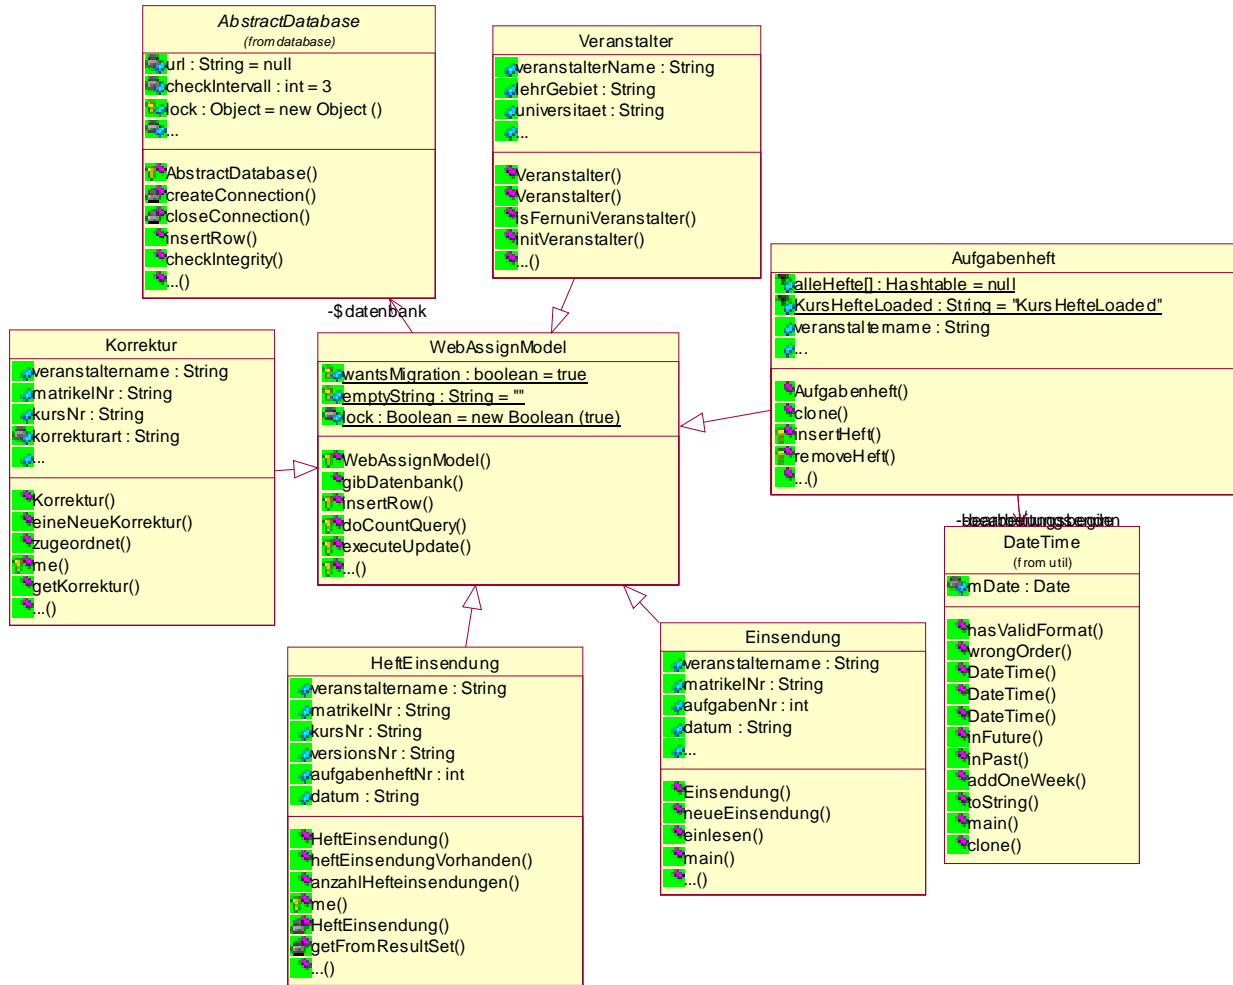 AbstractDatabase
(from database)
url : String = null
checkIntervall : int = 3
lock : Object = new Object ()
...
AbstractDatabase()
createConnection()
closeConnection()
insertRow()
checkIntegrity()
...()
Veranstalter
veranstalterName : String
lehrGebiet : String
universitaet : String
...
Veranstalter()
Veranstalter()
isFernuniVeranstalter()
initVeranstalter()
...()
Aufgabenheft
alleHefte[] : Hashtable = null
KursHefteLoaded : String = "KursHefteLoaded"
veranstaltername : String
...
Aufgabenheft()
clone()
insertHeft()
removeHeft()
...()
-$datenbank
Korrektur
veranstaltername : String
matrikelNr : String
kursNr : String
korrekturart : String
...
Korrektur()
eineNeueKorrektur()
zugeordnet()
me()
getKorrektur()
...()
WebAssignModel
wantsMigration : boolean = true
emptyString : String = ""
lock : Boolean = new Boolean (true)
WebAssignModel()
gibDatenbank()
insertRow()
doCountQuery()
executeUpdate()
...()
DateTime
(from util)
mDate : Date
hasValidFormat()
wrongOrder()
DateTime()
DateTime()
DateTime()
inFuture()
inPast()
addOneWeek()
toString()
main()
clone()
HeftEinsendung
veranstaltername : String
matrikelNr : String
kursNr : String
versionsNr : String
aufgabenheftNr : int
datum : String
HeftEinsendung()
heftEinsendungVorhanden()
anzahlHefteinsendungen()
me()
HeftEinsendung()
getFromResultSet()
...()
Einsendung
veranstaltername : String
matrikelNr : String
aufgabenNr : int
datum : String
...
Einsendung()
neueEinsendung()
einlesen()
main()
...()